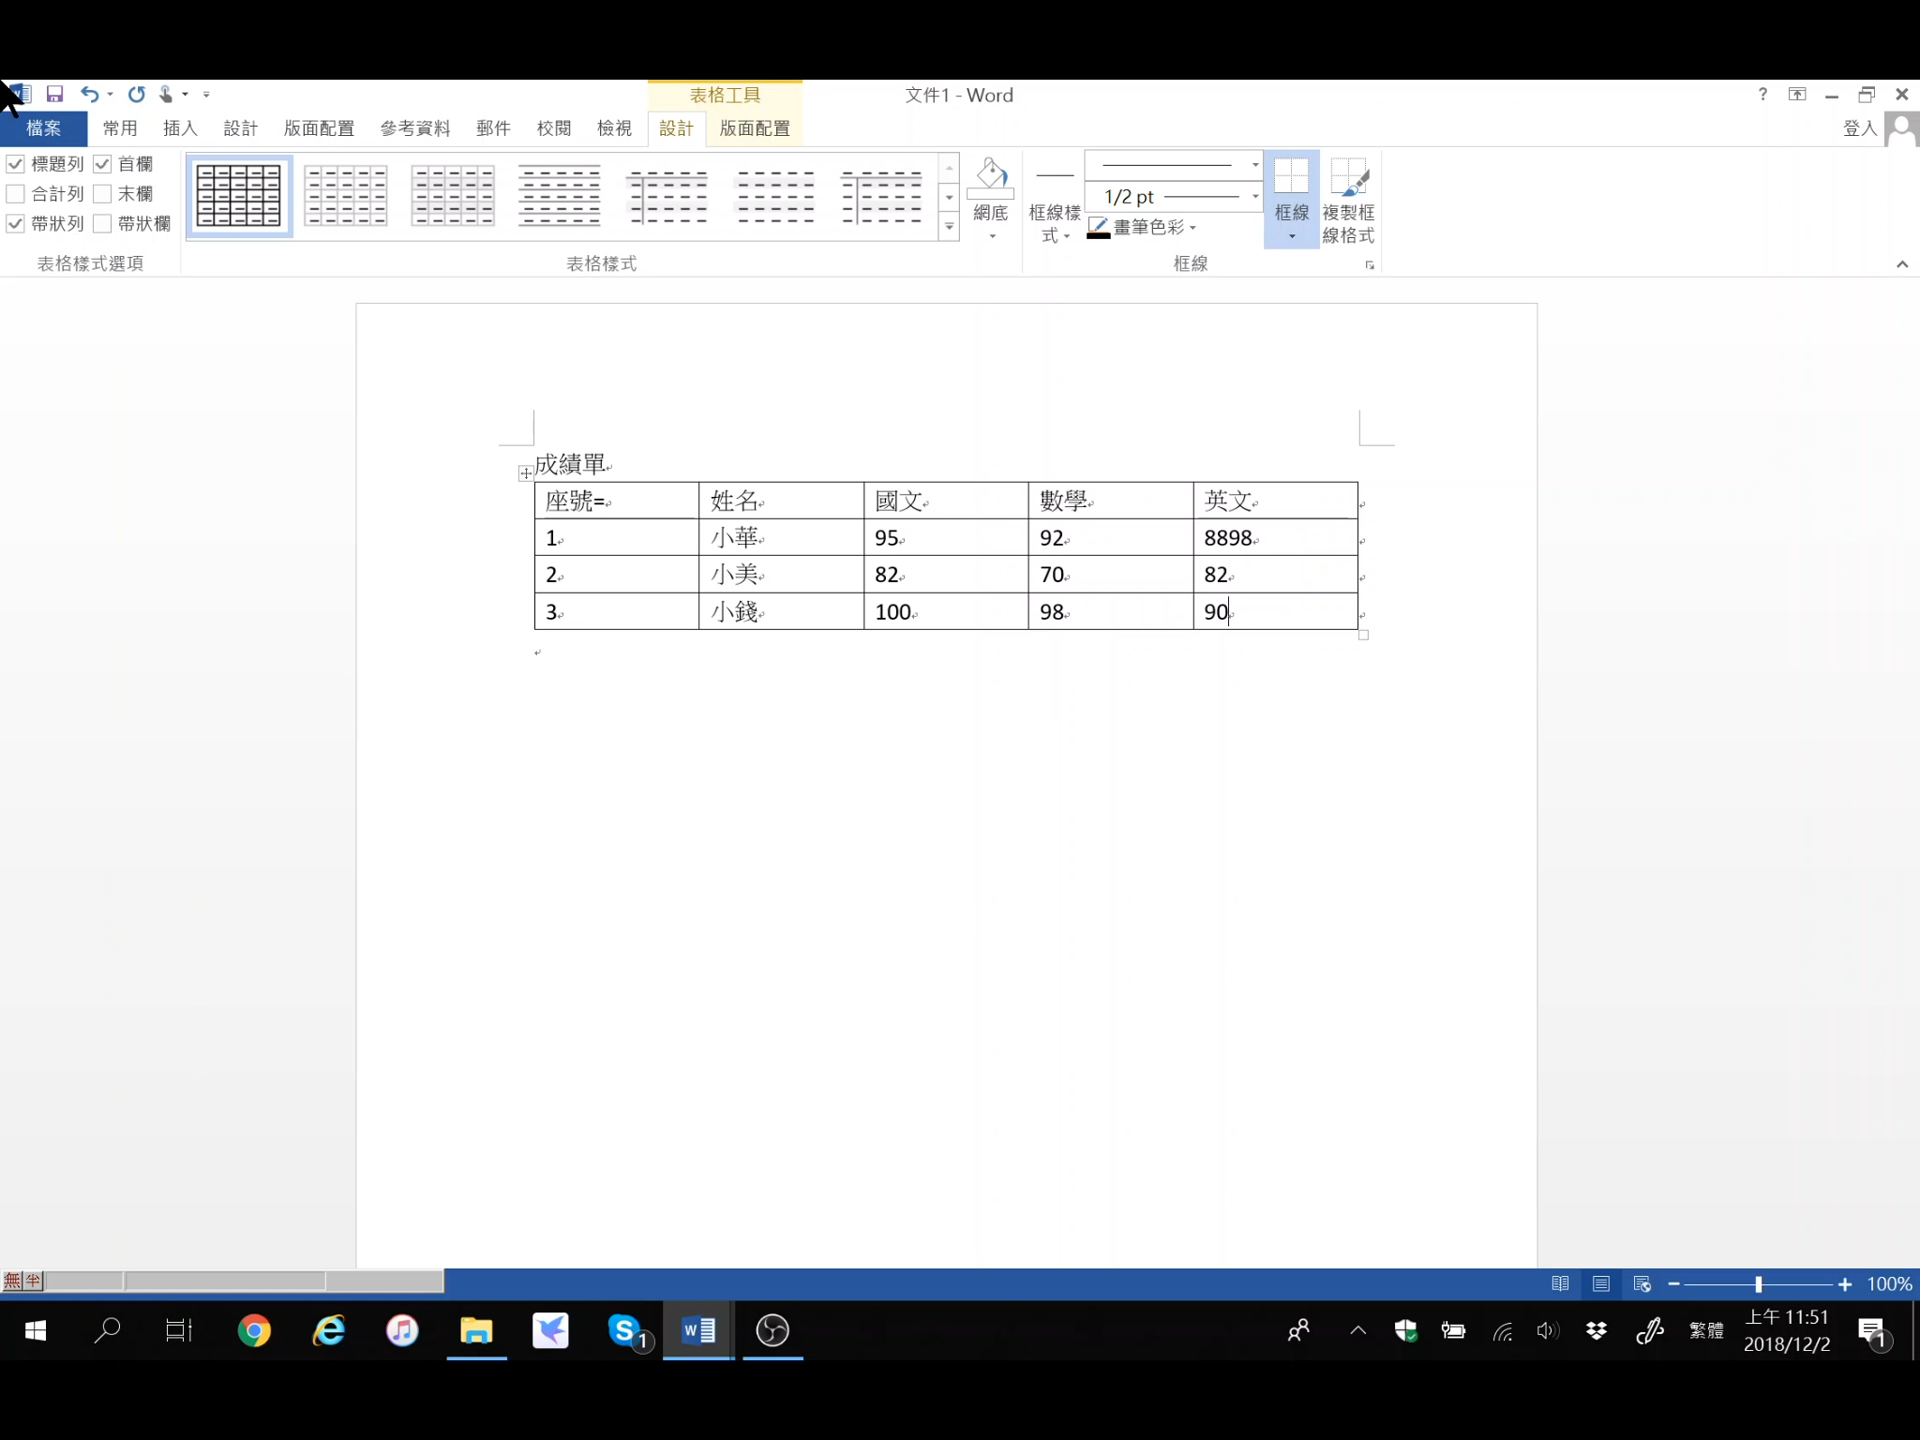 表格工具 文件1 - Word ?
檔案 常用 插入 設計 版面配置 參考資料 郵件 校閱 檢視 設計 版面配置 登入
標題列 首欄
合計列 末欄
帶狀列 帶狀欄
表格樣式選項
表格樣式
網底
框線樣式
1/2 pt
畫筆色彩
框線
複製框線格式
框線
成績單
座號= 姓名 國文 數學 英文
1 小華 95 92 8898
2 小美 82 70 82
3 小錢 100 98 90
無 半
100%
1
繁體
上午 11:51
2018/12/2
1